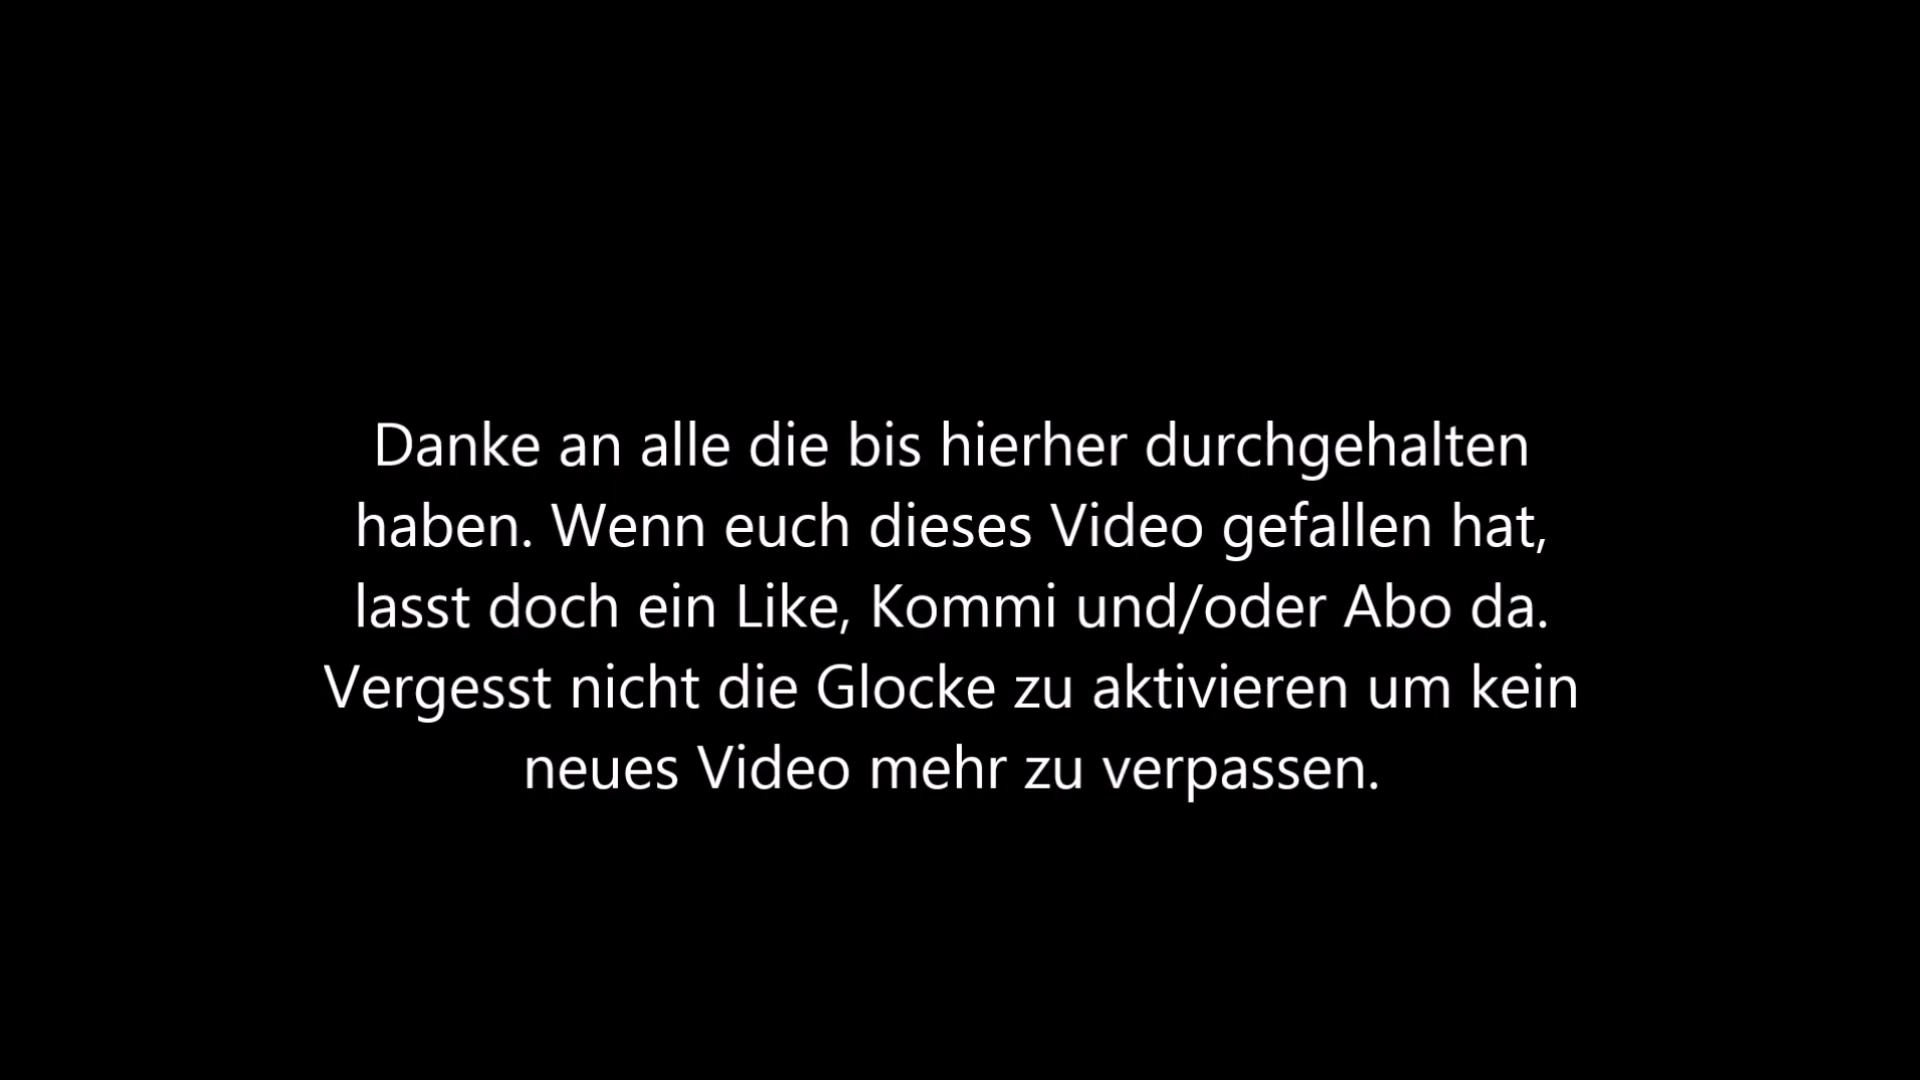 Danke an alle die bis hierher durchgehalten
haben. Wenn euch dieses Video gefallen hat,
lasst doch ein Like, Kommi und/oder Abo da.
Vergesst nicht die Glocke zu aktivieren um kein
neues Video mehr zu verpassen.